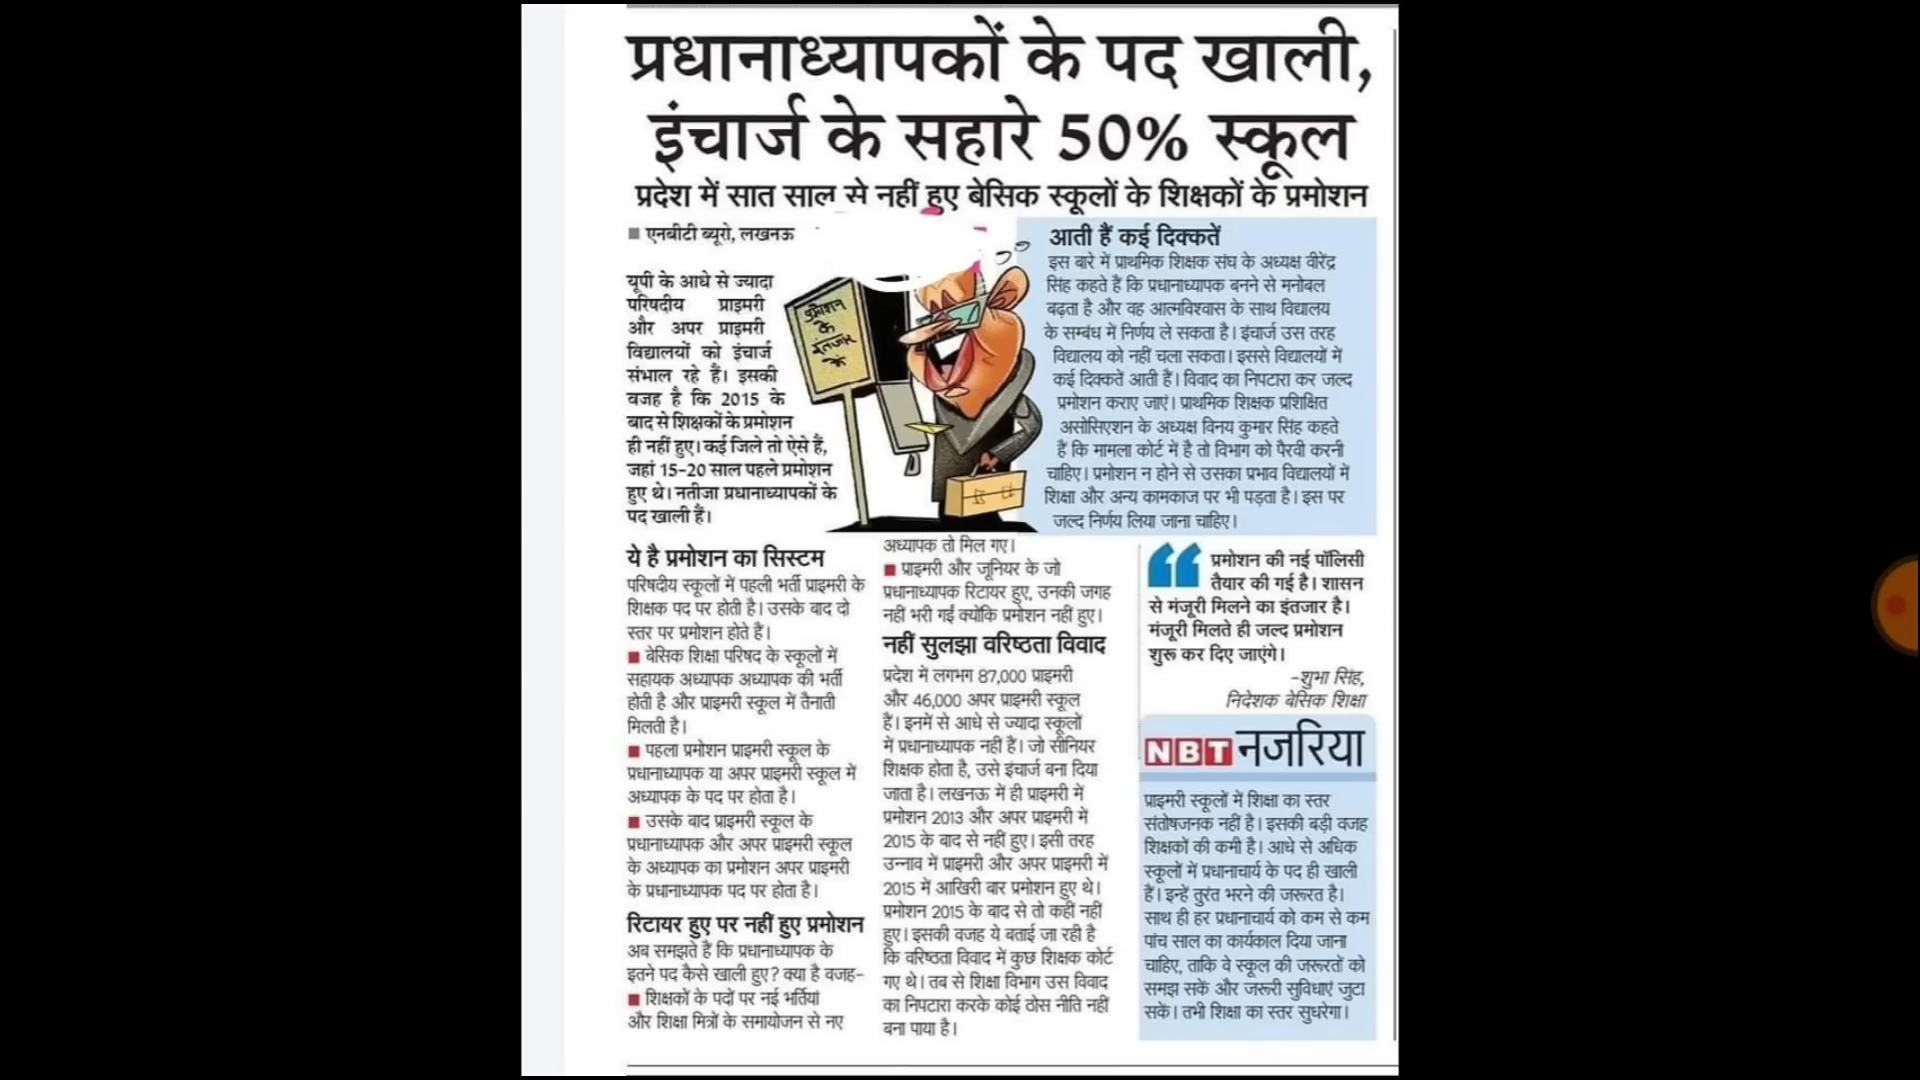 प्रधानाध्यापकों के पद खाली,
इंचार्ज के सहारे 50% स्कूल
प्रदेश में सात साल से नहीं हुए बेसिक स्कूलों के शिक्षकों के प्रमोशन
एनबीटी ब्यूरो, लखनऊ
यूपी के आधे से ज्यादा
परिषदीय प्राइमरी
और अपर प्राइमरी
विद्यालयों को इंचार्ज
संभाल रहे हैं। इसकी
वजह है कि 2015 के
बाद से शिक्षकों के प्रमोशन
ही नहीं हुए। कई जिले तो ऐसे हैं,
जहां 15-20 साल पहले प्रमोशन
हुए थे। नतीजा प्रधानाध्यापकों के
पद खाली हैं।
प्रमोशन
के
इंतजार
में
आती हैं कई दिक्कतें
इस बारे में प्राथमिक शिक्षक संघ के अध्यक्ष वीरेंद्र
सिंह कहते हैं कि प्रधानाध्यापक बनने से मनोबल
बढ़ता है और वह आत्मविश्वास के साथ विद्यालय
के सम्बंध में निर्णय ले सकता है। इंचार्ज उस तरह
विद्यालय को नहीं चला सकता। इससे विद्यालयों में
कई दिक्कतें आती हैं। विवाद का निपटारा कर जल्द
प्रमोशन कराए जाएं। प्राथमिक शिक्षक प्रशिक्षित
असोसिएशन के अध्यक्ष विनय कुमार सिंह कहते
हैं कि मामला कोर्ट में है तो विभाग को पैरवी करनी
चाहिए। प्रमोशन न होने से उसका प्रभाव विद्यालयों में
शिक्षा और अन्य कामकाज पर भी पड़ता है। इस पर
जल्द निर्णय लिया जाना चाहिए।
ये है प्रमोशन का सिस्टम
परिषदीय स्कूलों में पहली भर्ती प्राइमरी के
शिक्षक पद पर होती है। उसके बाद दो
स्तर पर प्रमोशन होते हैं।
बेसिक शिक्षा परिषद के स्कूलों में
सहायक अध्यापक अध्यापक की भर्ती
होती है और प्राइमरी स्कूल में तैनाती
मिलती है।
पहला प्रमोशन प्राइमरी स्कूल के
प्रधानाध्यापक या अपर प्राइमरी स्कूल में
अध्यापक के पद पर होता है।
उसके बाद प्राइमरी स्कूल के
प्रधानाध्यापक और अपर प्राइमरी स्कूल
के अध्यापक का प्रमोशन अपर प्राइमरी
के प्रधानाध्यापक पद पर होता है।
रिटायर हुए पर नहीं हुए प्रमोशन
अब समझते हैं कि प्रधानाध्यापक के
इतने पद कैसे खाली हुए? क्या है वजह-
शिक्षकों के पदों पर नई भर्तियां
और शिक्षा मित्रों के समायोजन से नए
अध्यापक तो मिल गए।
प्राइमरी और जूनियर के जो
प्रधानाध्यापक रिटायर हुए, उनकी जगह
नहीं भरी गईं क्योंकि प्रमोशन नहीं हुए।
नहीं सुलझा वरिष्ठता विवाद
प्रदेश में लगभग 87,000 प्राइमरी
और 46,000 अपर प्राइमरी स्कूल
हैं। इनमें से आधे से ज्यादा स्कूलों
में प्रधानाध्यापक नहीं हैं। जो सीनियर
शिक्षक होता है, उसे इंचार्ज बना दिया
जाता है। लखनऊ में ही प्राइमरी में
प्रमोशन 2013 और अपर प्राइमरी में
2015 के बाद से नहीं हुए। इसी तरह
उन्नाव में प्राइमरी और अपर प्राइमरी में
2015 में आखिरी बार प्रमोशन हुए थे।
प्रमोशन 2015 के बाद से तो कहीं नहीं
हुए। इसकी वजह ये बताई जा रही है
कि वरिष्ठता विवाद में कुछ शिक्षक कोर्ट
गए थे। तब से शिक्षा विभाग उस विवाद
का निपटारा करके कोई ठोस नीति नहीं
बना पाया है।
प्रमोशन की नई पॉलिसी
तैयार की गई है। शासन
से मंजूरी मिलने का इंतजार है।
मंजूरी मिलते ही जल्द प्रमोशन
शुरू कर दिए जाएंगे।
-शुभा सिंह,
निदेशक बेसिक शिक्षा
NBT नजरिया
प्राइमरी स्कूलों में शिक्षा का स्तर
संतोषजनक नहीं है। इसकी बड़ी वजह
शिक्षकों की कमी है। आधे से अधिक
स्कूलों में प्रधानाचार्य के पद ही खाली
हैं। इन्हें तुरंत भरने की जरूरत है।
साथ ही हर प्रधानाचार्य को कम से कम
पांच साल का कार्यकाल दिया जाना
चाहिए, ताकि वे स्कूल की जरूरतों को
समझ सकें और जरूरी सुविधाएं जुटा
सकें। तभी शिक्षा का स्तर सुधरेगा।